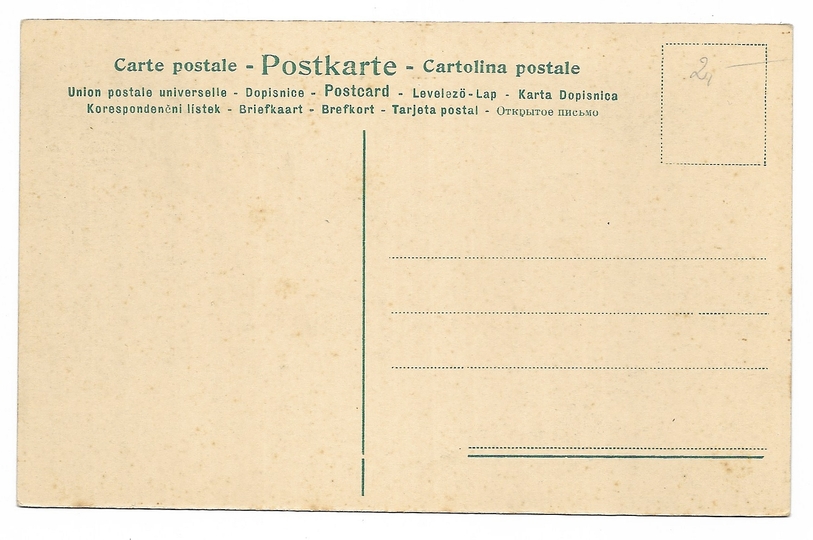 Carte postale - Postkarte - Cartolina postale
Union postale universelle - Dopisnice - Postcard - Levelező-Lap - Karta Dopisnica
Korespondenčni listek - Briefkaart - Brefkort - Tarjeta postal - Открытое письмо